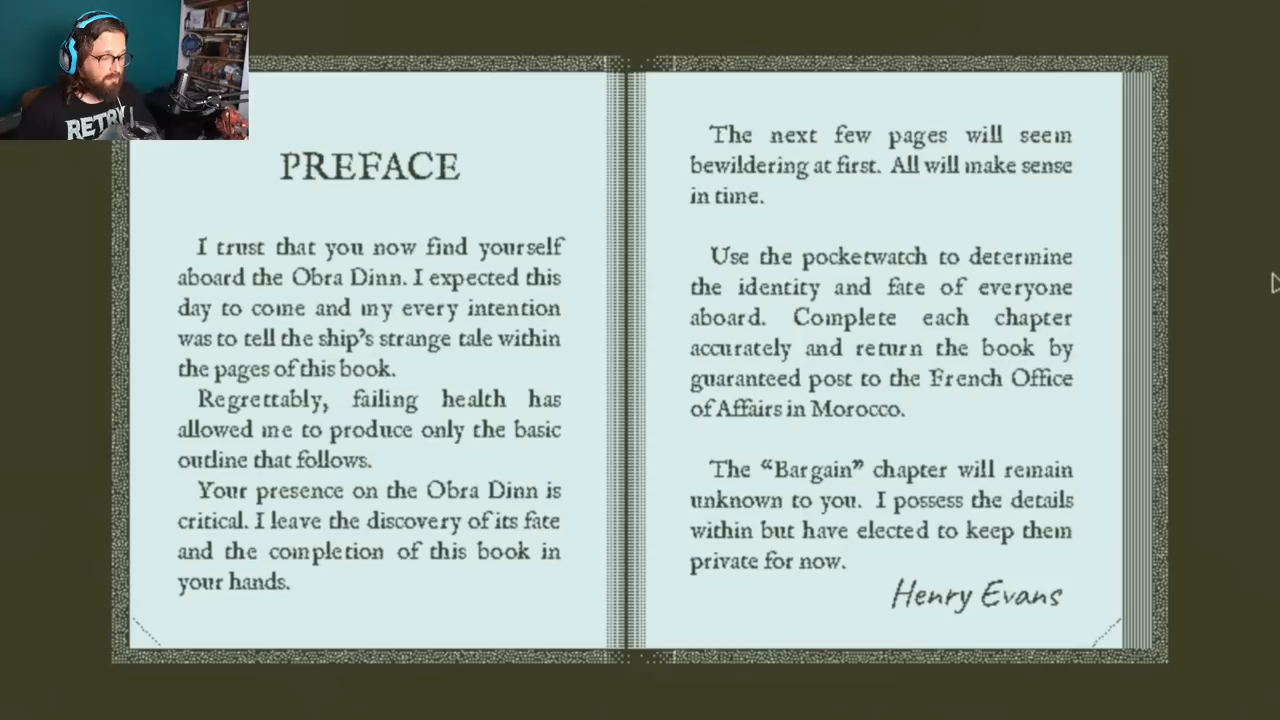 RETRY
PREFACE
I trust that you now find yourself
aboard the Obra Dinn. I expected this
day to come and my every intention
was to tell the ship's strange tale within
the pages of this book.
Regrettably, failing health has
allowed me to produce only the basic
outline that follows.
Your presence on the Obra Dinn is
critical. I leave the discovery of its fate
and the completion of this book in
your hands.
The next few pages will seem
bewildering at first. All will make sense
in time.
Use the pocketwatch to determine
the identity and fate of everyone
aboard. Complete each chapter
accurately and return the book by
guaranteed post to the French Office
of Affairs in Morocco.
The “Bargain” chapter will remain
unknown to you. I possess the details
within but have elected to keep them
private for now.
Henry Evans